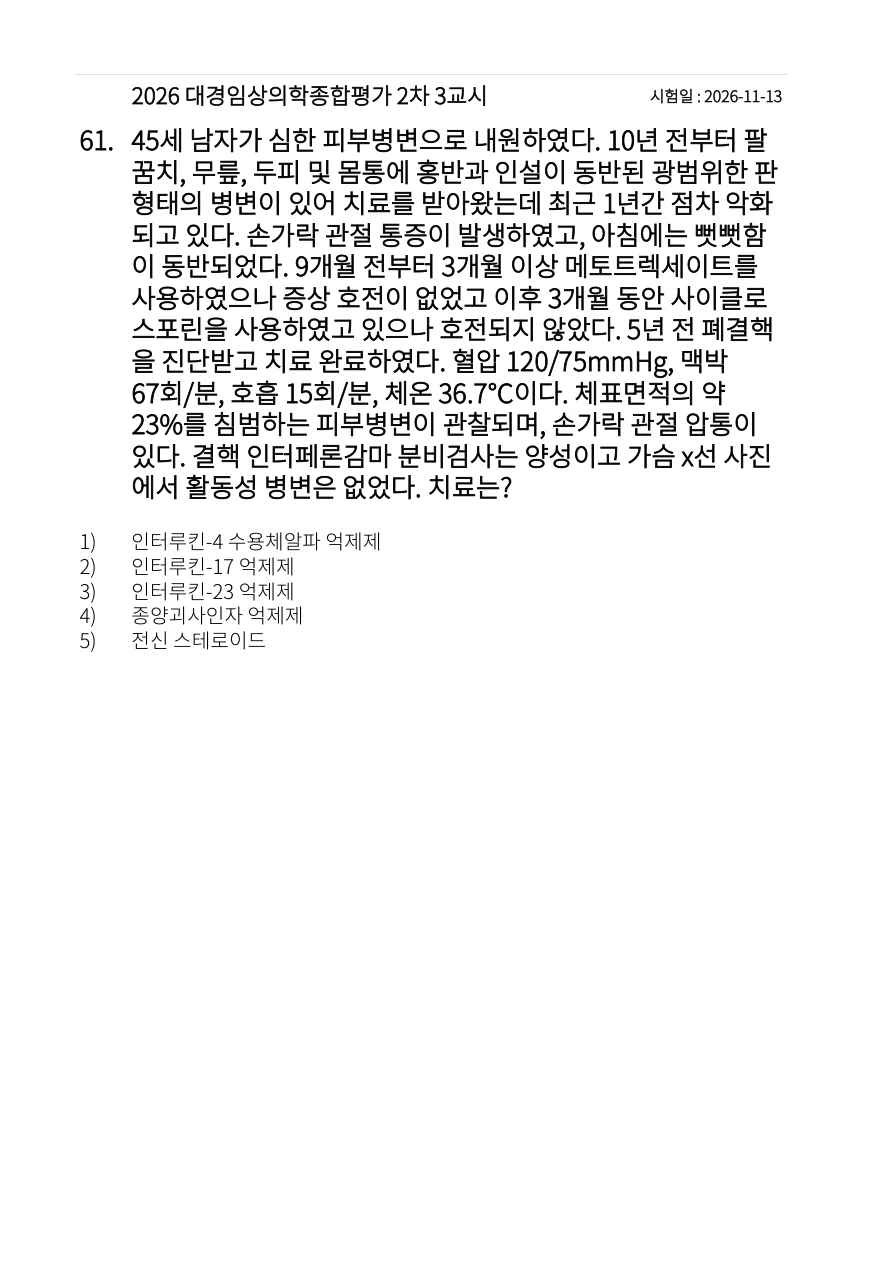 2026 대경임상의학종합평가 2차 3교시
시험일 : 2026-11-13
61. 45세 남자가 심한 피부병변으로 내원하였다. 10년 전부터 팔
꿈치, 무릎, 두피 및 몸통에 홍반과 인설이 동반된 광범위한 판
형태의 병변이 있어 치료를 받아왔는데 최근 1년간 점차 악화
되고 있다. 손가락 관절 통증이 발생하였고, 아침에는 뻣뻣함
이 동반되었다. 9개월 전부터 3개월 이상 메토트렉세이트를
사용하였으나 증상 호전이 없었고 이후 3개월 동안 사이클로
스포린을 사용하였고 있으나 호전되지 않았다. 5년 전 폐결핵
을 진단받고 치료 완료하였다. 혈압 120/75mmHg, 맥박
67회/분, 호흡 15회/분, 체온 36.7℃이다. 체표면적의 약
23%를 침범하는 피부병변이 관찰되며, 손가락 관절 압통이
있다. 결핵 인터페론감마 분비검사는 양성이고 가슴 x선 사진
에서 활동성 병변은 없었다. 치료는?
1) 인터루킨-4 수용체알파 억제제
2) 인터루킨-17 억제제
3) 인터루킨-23 억제제
4) 종양괴사인자 억제제
5) 전신 스테로이드